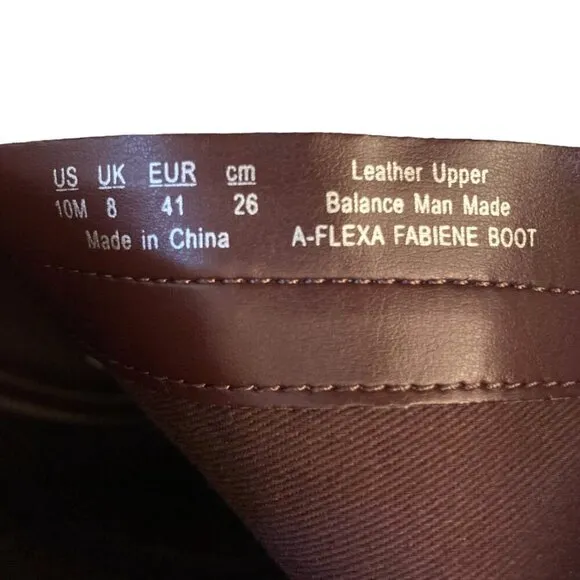 US UK EUR cm
10M 8 41 26
Made in China
Leather Upper
Balance Man Made
A-FLEXA FABIENE BOOT